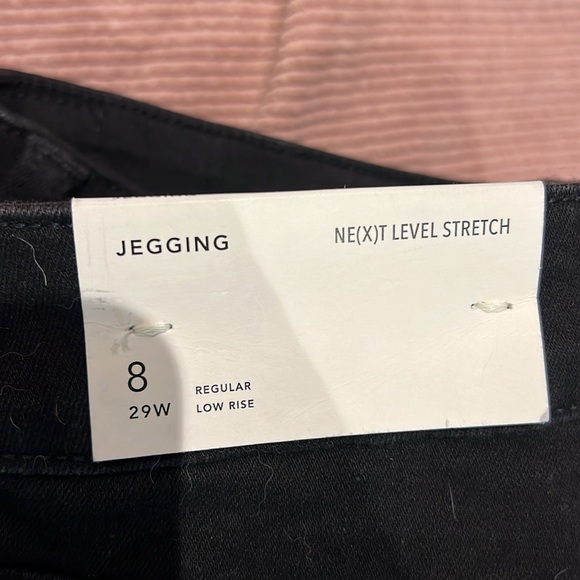 JEGGING
NE(X)T LEVEL STRETCH
8
29W
REGULAR
LOW RISE